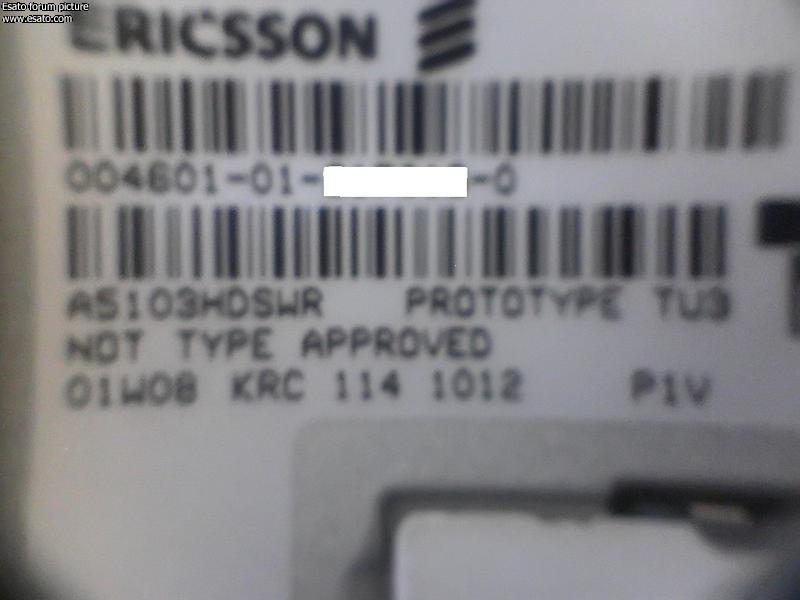 Esato forum picture
www.esato.com
ERICSSON
004601-01- -0
A5103HDSWR PROTOTYPE TU3
NOT TYPE APPROVED
01W08 KRC 114 1012 P1V